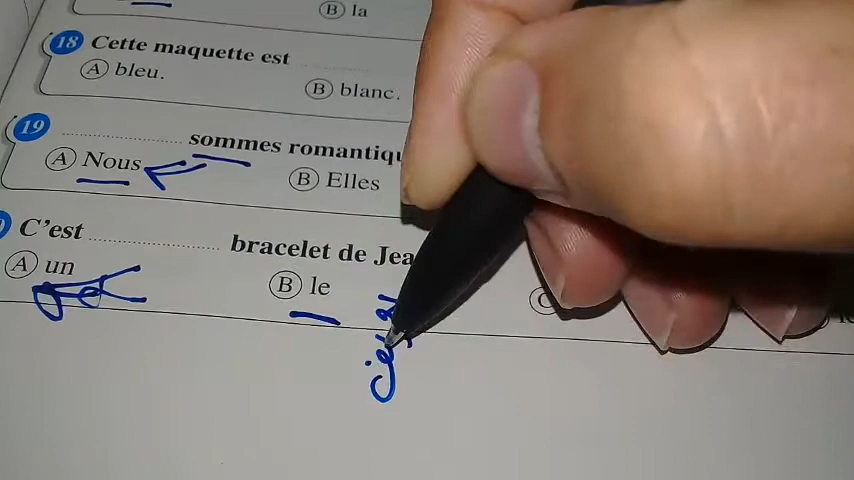 B la
18 Cette maquette est ............
A bleu. B blanc.
19 ............ sommes romantiqu
A Nous B Elles
C'est ............ bracelet de Jea
A un B le C